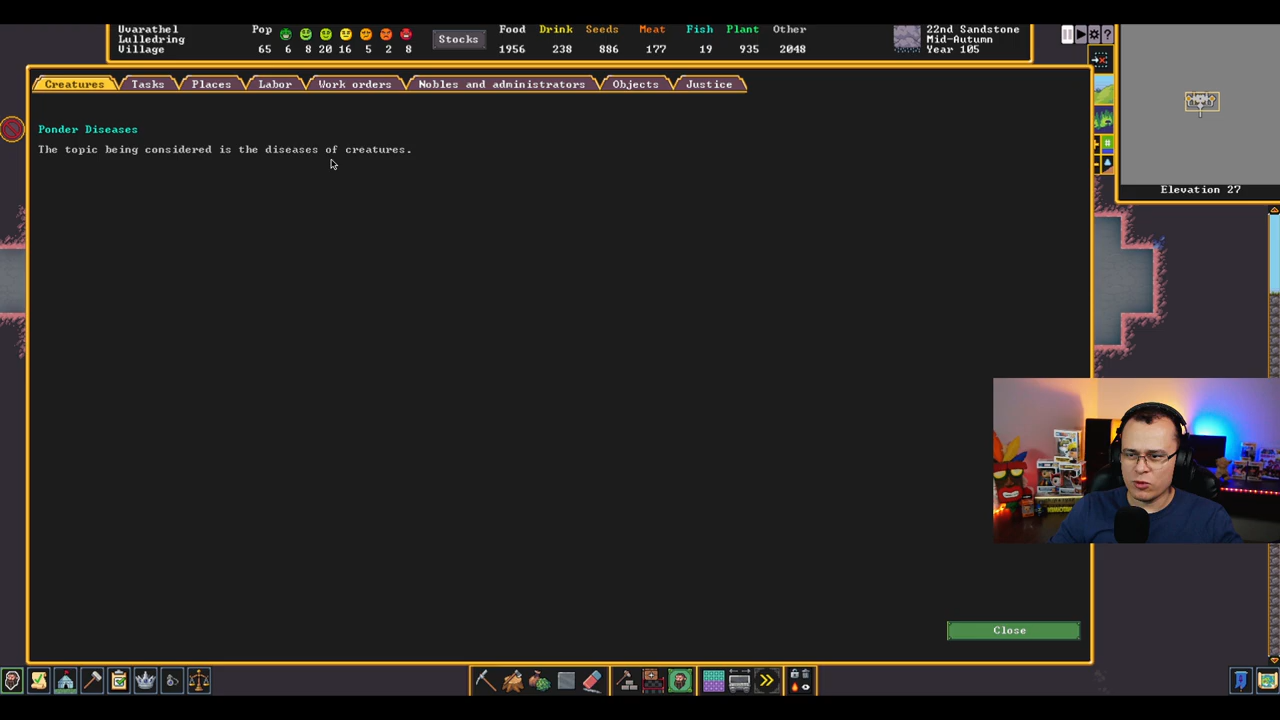 Uvarathel
Lulledring
Village
Pop
65 6 8 20 16 5 2 8
Stocks
Food Drink Seeds Meat Fish Plant Other
1956 238 886 177 19 935 2048
22nd Sandstone
Mid-Autumn
Year 105
Elevation 27
Creatures Tasks Places Labor Work orders Nobles and administrators Objects Justice
Ponder Diseases
The topic being considered is the diseases of creatures.
Close